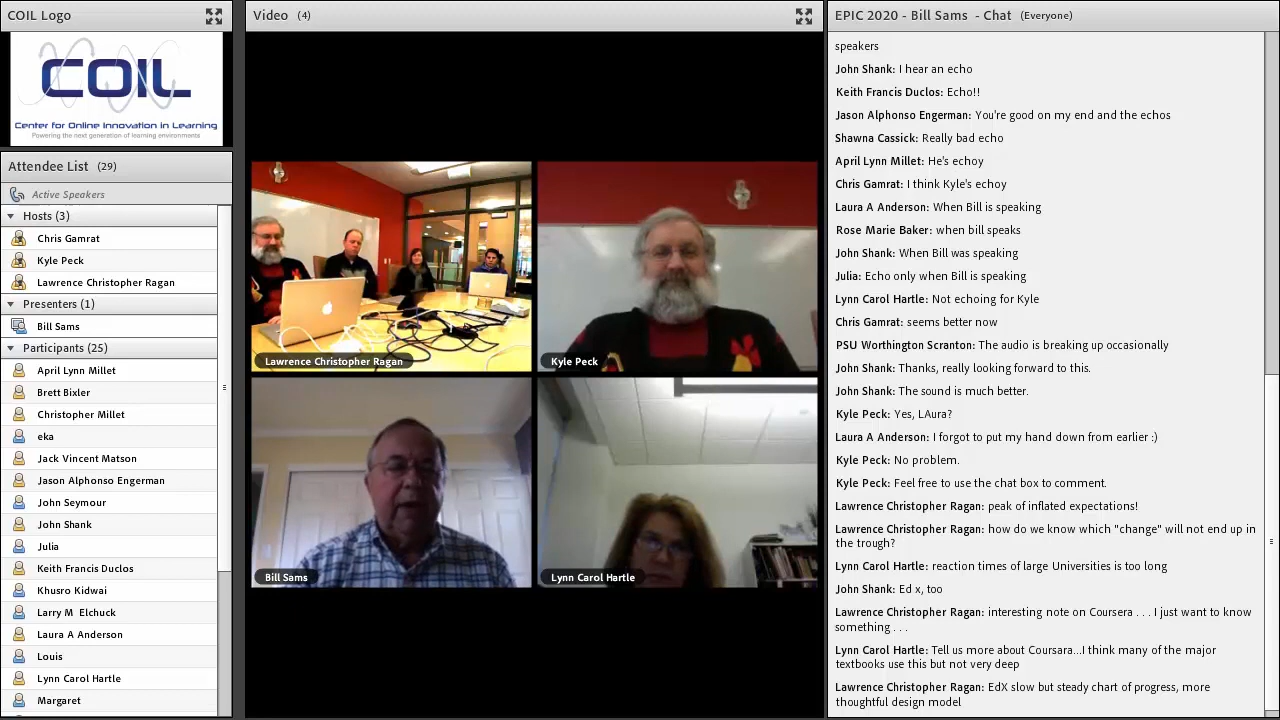 COIL Logo
COIL
Center for Online Innovation in Learning
Powering the next generation of learning environments
Attendee List (29)
Active Speakers
Hosts (3)
Chris Gamrat
Kyle Peck
Lawrence Christopher Ragan
Presenters (1)
Bill Sams
Participants (25)
April Lynn Millet
Brett Bixler
Christopher Millet
eka
Jack Vincent Matson
Jason Alphonso Engerman
John Seymour
John Shank
Julia
Keith Francis Duclos
Khusro Kidwai
Larry M Elchuck
Laura A Anderson
Louis
Lynn Carol Hartle
Margaret
Video (4)
Lawrence Christopher Ragan
Kyle Peck
Bill Sams
Lynn Carol Hartle
EPIC 2020 - Bill Sams - Chat (Everyone)
speakers
John Shank: I hear an echo
Keith Francis Duclos: Echo!!
Jason Alphonso Engerman: You're good on my end and the echos
Shawna Cassick: Really bad echo
April Lynn Millet: He's echoy
Chris Gamrat: I think Kyle's echoy
Laura A Anderson: When Bill is speaking
Rose Marie Baker: when bill speaks
John Shank: When Bill was speaking
Julia: Echo only when Bill is speaking
Lynn Carol Hartle: Not echoing for Kyle
Chris Gamrat: seems better now
PSU Worthington Scranton: The audio is breaking up occasionally
John Shank: Thanks, really looking forward to this.
John Shank: The sound is much better.
Kyle Peck: Yes, LAura?
Laura A Anderson: I forgot to put my hand down from earlier :)
Kyle Peck: No problem.
Kyle Peck: Feel free to use the chat box to comment.
Lawrence Christopher Ragan: peak of inflated expectations!
Lawrence Christopher Ragan: how do we know which "change" will not end up in
the trough?
Lynn Carol Hartle: reaction times of large Universities is too long
John Shank: Ed x, too
Lawrence Christopher Ragan: interesting note on Coursera . . . I just want to know
something . . .
Lynn Carol Hartle: Tell us more about Coursara...I think many of the major
textbooks use this but not very deep
Lawrence Christopher Ragan: EdX slow but steady chart of progress, more
thoughtful design model